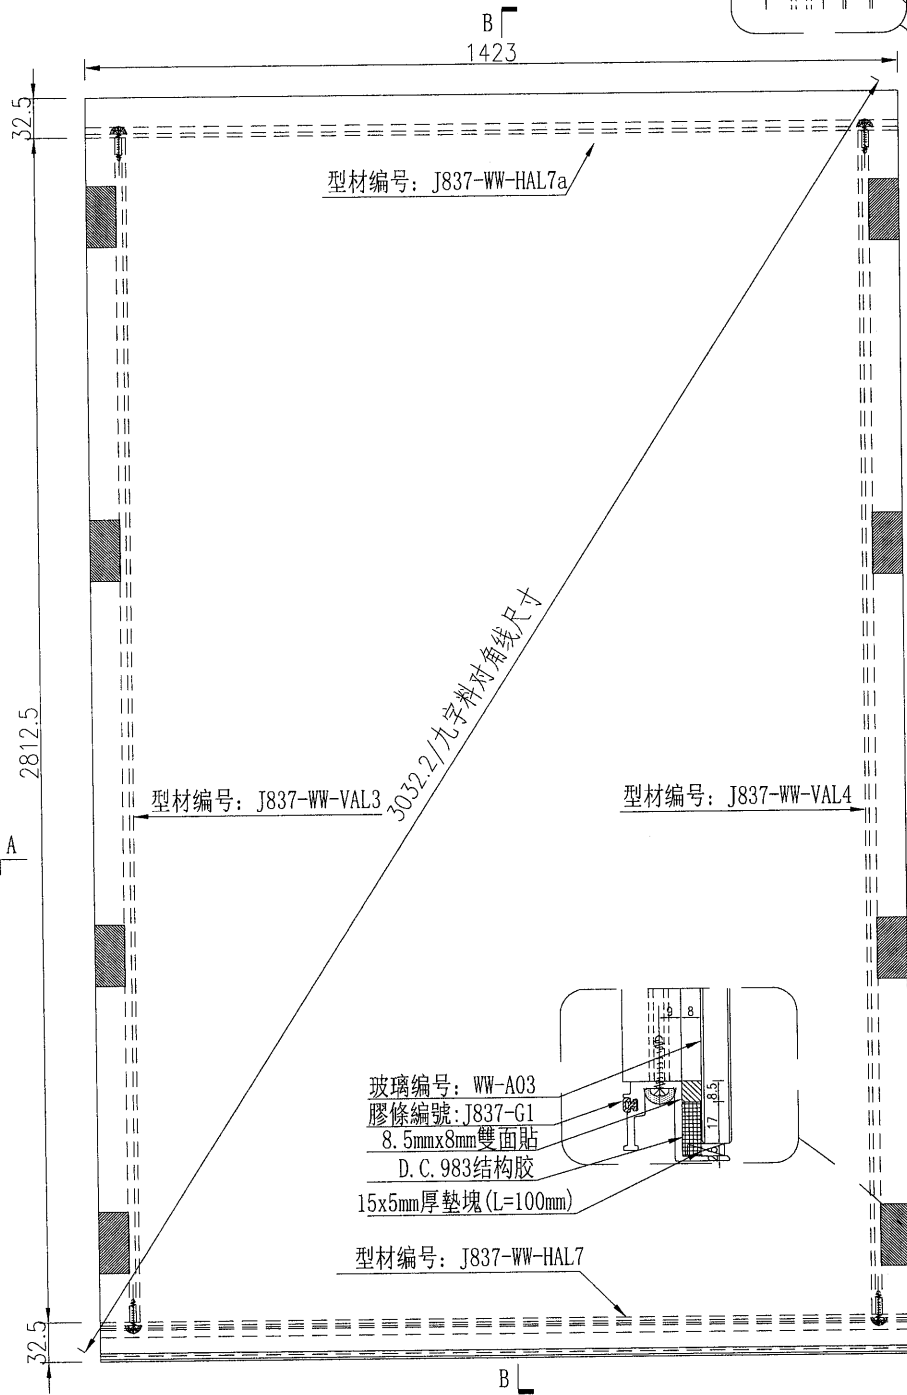 B
1423
32.5
型材编号: J837-WW-HAL7a
3032.2/九字料对角线尺寸
2812.5
型材编号: J837-WW-VAL3
型材编号: J837-WW-VAL4
A
9 8
8.5
17
玻璃编号: WW-A03
膠條編號:J837-G1
8.5mmx8mm雙面貼
D.C.983结构胶
15x5mm厚墊塊(L=100mm)
型材编号: J837-WW-HAL7
32.5
B